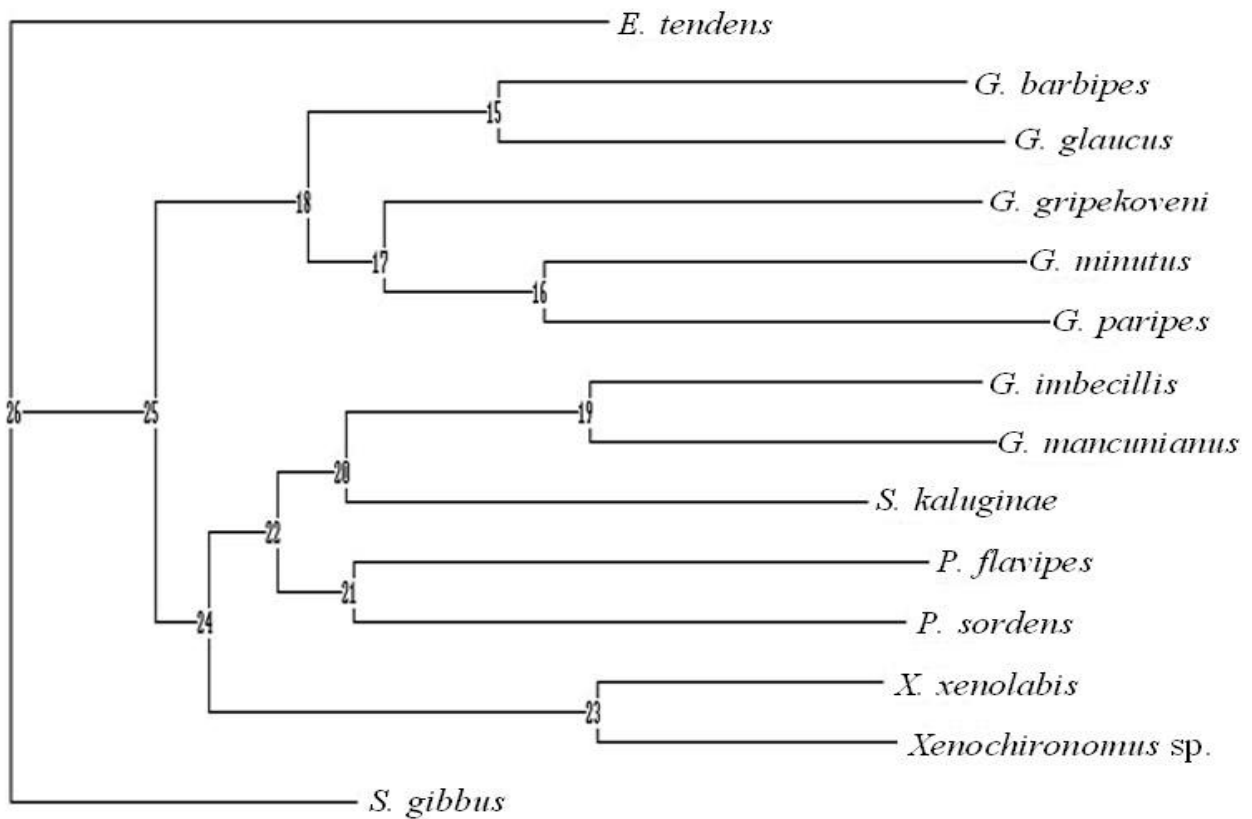 E. tendens
G. barbipes
15
G. glaucus
18
G. gripekoveni
17
G. minutus
16
G. paripes
G. imbecillis
26
25
19
G. mancunianus
20
S. kaluginae
22
P. flavipes
21
24
P. sordens
X. xenolabis
23
Xenochironomus sp.
S. gibbus